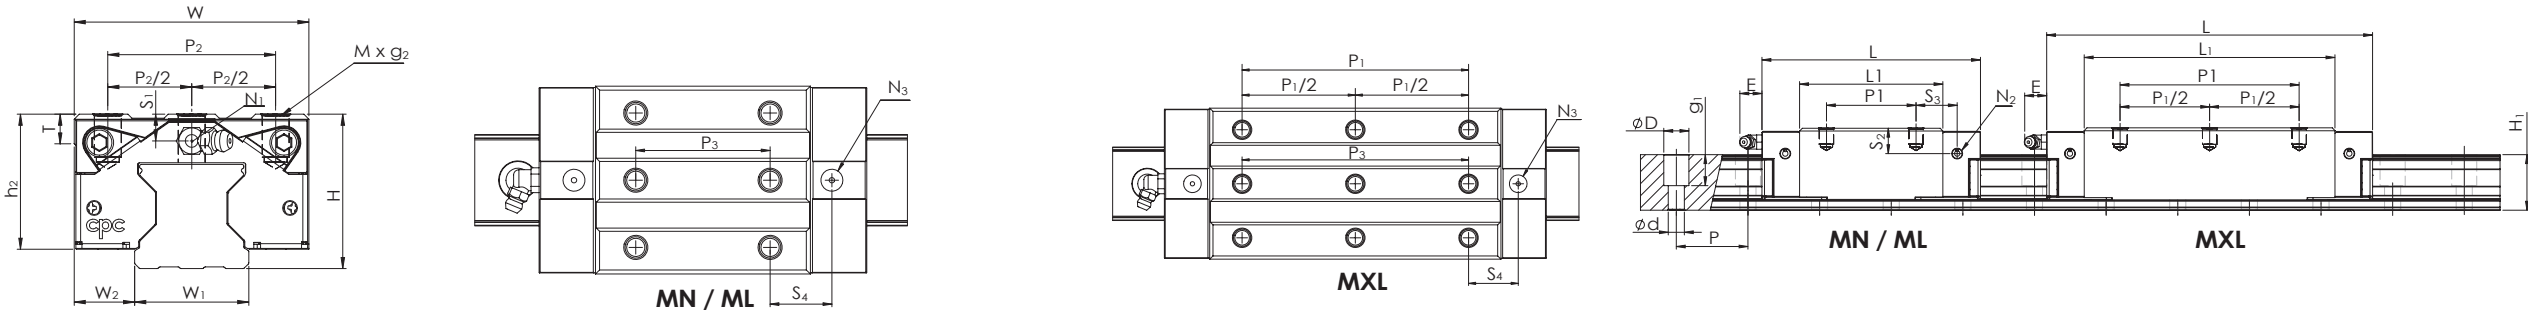 W
P2
M x g2
P2/2 P2/2
S1
N1
T
h2
H
cpc
W2 W1
N3
P3
MN / ML
S4
P1
P1/2 P1/2
N3
P3
MXL
S4
L
L
L1
E
L1
P1
E
P1
S3
N2
P1/2 P1/2
g1
øD
S2
H1
ød
P
MN / ML
MXL